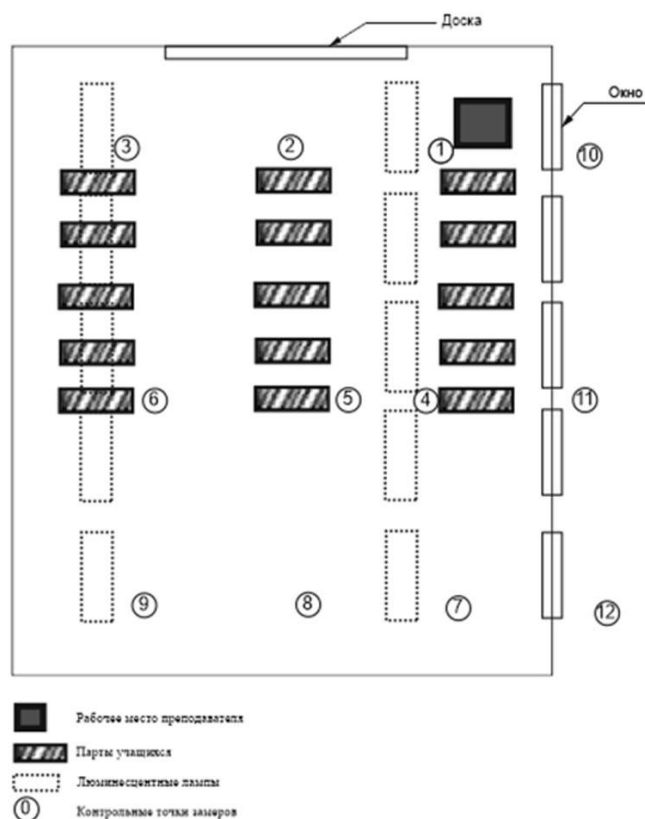 Доска
Окно
3
2
1
10
6
5
4
11
9
8
7
12
Рабочее место преподавателя
Парты учащихся
Люминесцентные лампы
0 Контрольные точки замеров